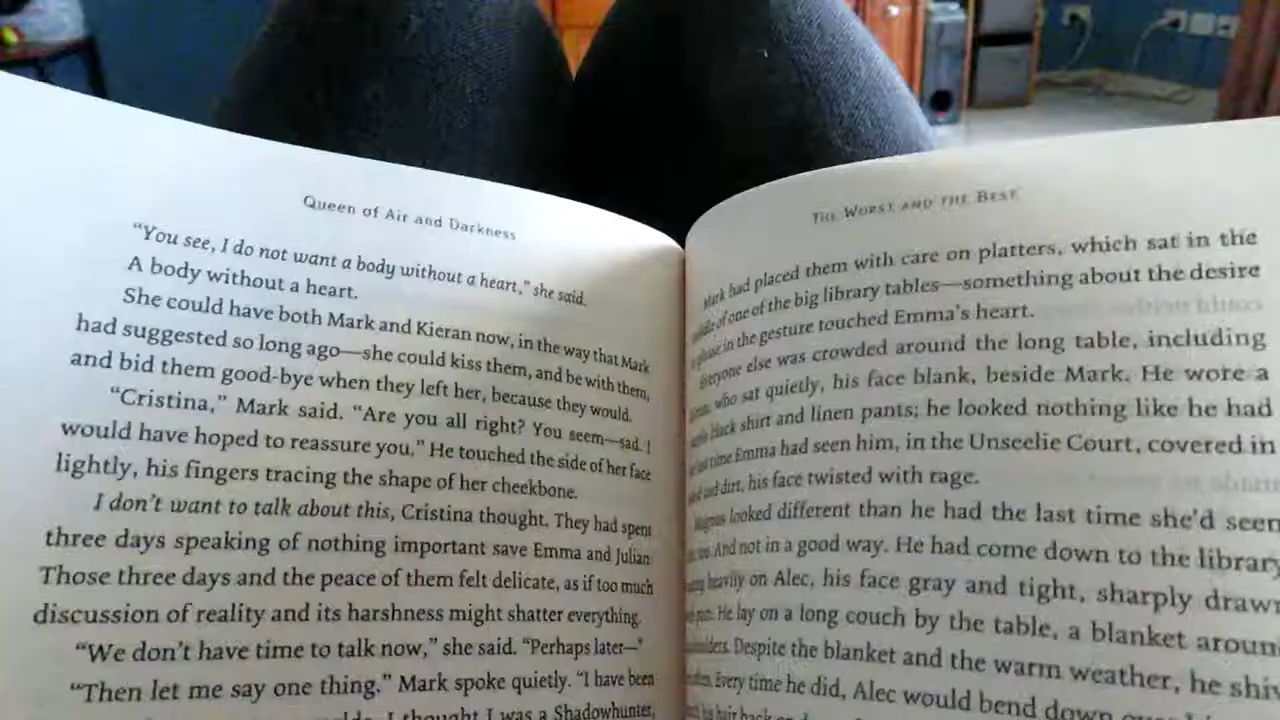 Queen of Air and Darkness
"You see, I do not want a body without a heart," she said.
A body without a heart.
She could have both Mark and Kieran now, in the way that Mark
had suggested so long ago—she could kiss them, and be with them,
and bid them good-bye when they left her, because they would.
"Cristina," Mark said. "Are you all right? You seem—sad. I
would have hoped to reassure you." He touched the side of her face
lightly, his fingers tracing the shape of her cheekbone.
I don't want to talk about this, Cristina thought. They had spent
three days speaking of nothing important save Emma and Julian.
Those three days and the peace of them felt delicate, as if too much
discussion of reality and its harshness might shatter everything.
"We don't have time to talk now," she said. "Perhaps later—"
"Then let me say one thing." Mark spoke quietly. "I have been
I thought I was a Shadowhunter,
The Worst and the Best
Mark had placed them with care on platters, which sat in the
of one of the big library tables—something about the desire
in the gesture touched Emma's heart.
Everyone else was crowded around the long table, including
who sat quietly, his face blank, beside Mark. He wore a
black shirt and linen pants; he looked nothing like he had
time Emma had seen him, in the Unseelie Court, covered in
and dirt, his face twisted with rage.
Magnus looked different than he had the last time she'd seen
And not in a good way. He had come down to the library
heavily on Alec, his face gray and tight, sharply drawn
He lay on a long couch by the table, a blanket
Despite the blanket and the warm weather, he
Every time he did, Alec would bend down
his hair back